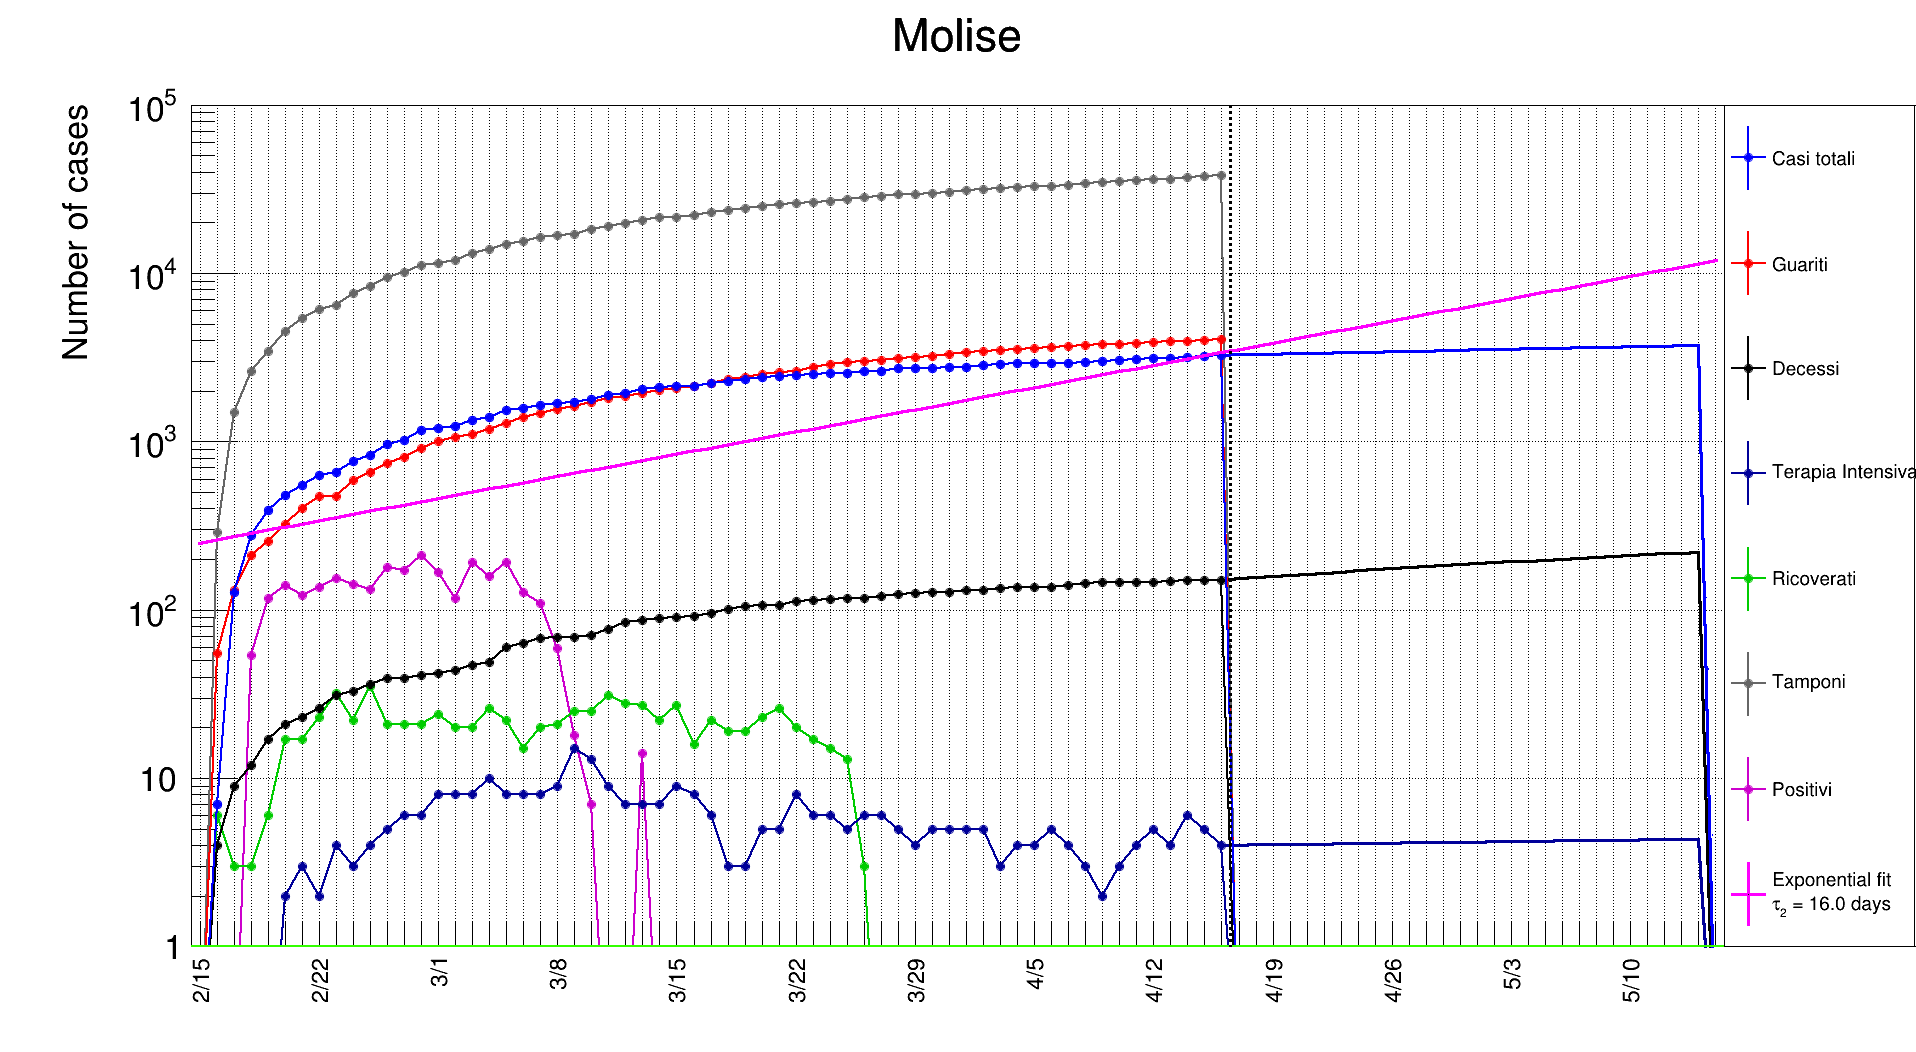 Molise
Number of cases
10^5
10^4
10^3
10^2
10
1
2/15
2/22
3/1
3/8
3/15
3/22
3/29
4/5
4/12
4/19
4/26
5/3
5/10
Casi totali
Guariti
Decessi
Terapia Intensiva
Ricoverati
Tamponi
Positivi
Exponential fit
τ₂ = 16.0 days